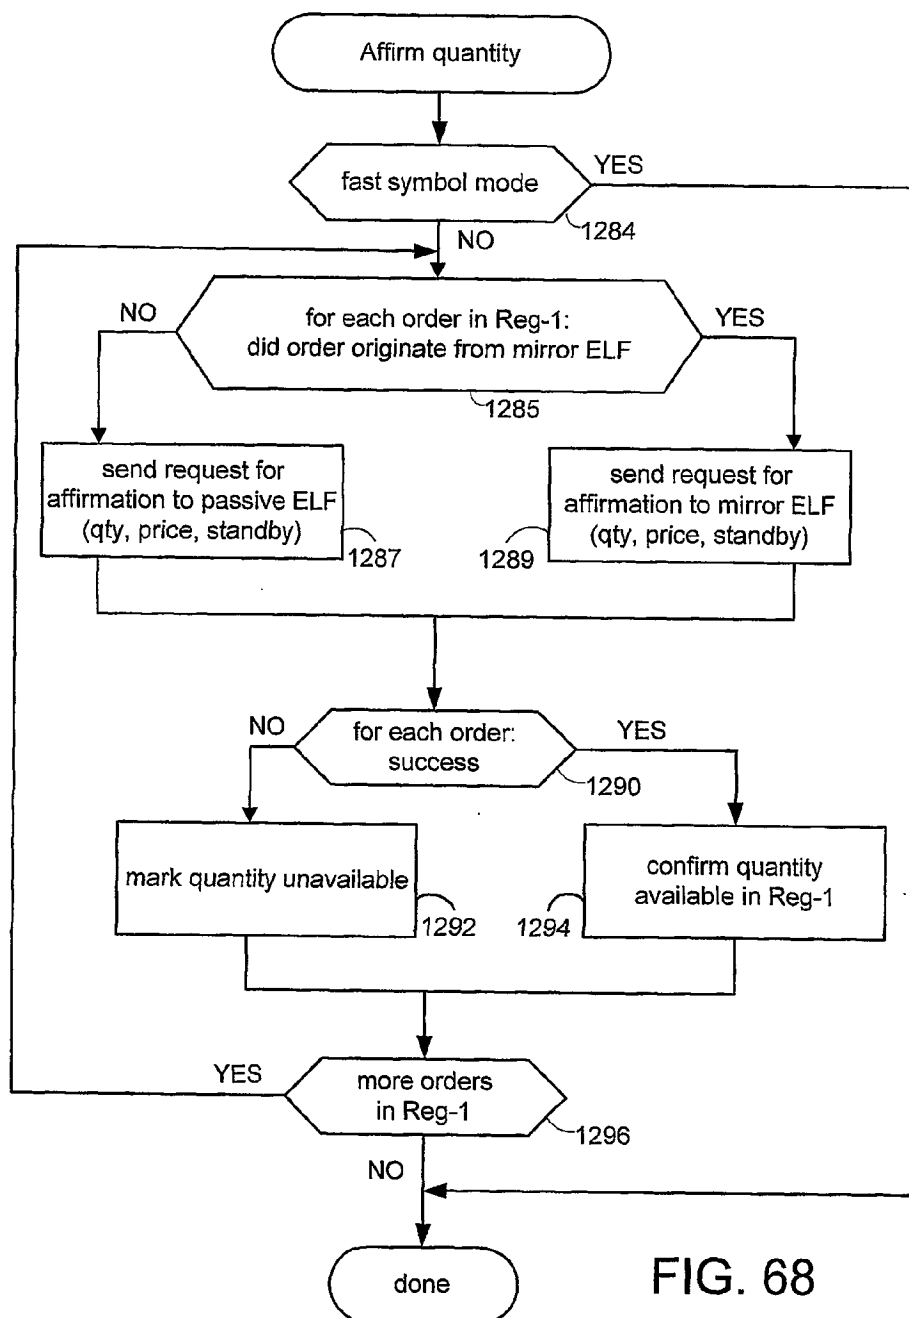 Affirm quantity
fast symbol mode
YES
1284
NO
NO
for each order in Reg-1:
did order originate from mirror ELF
YES
1285
send request for
affirmation to passive ELF
(qty, price, standby)
1287
send request for
affirmation to mirror ELF
(qty, price, standby)
1289
NO
for each order:
success
YES
1290
mark quantity unavailable
1292
confirm quantity
available in Reg-1
1294
YES
more orders
in Reg-1
1296
NO
done
FIG. 68